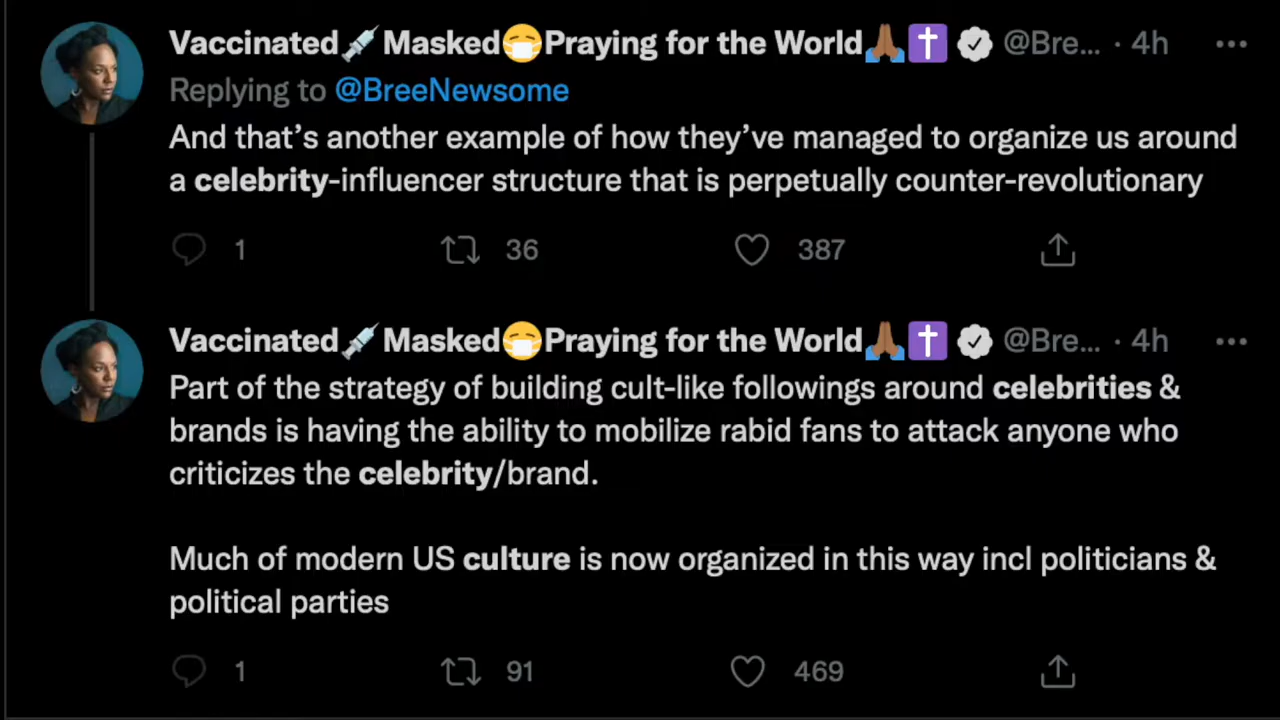 Vaccinated💉Masked😷Praying for the World🙏🏾✝️ @Bre... · 4h ...
Replying to @BreeNewsome
And that’s another example of how they’ve managed to organize us around
a celebrity-influencer structure that is perpetually counter-revolutionary
1 36 387
Vaccinated💉Masked😷Praying for the World🙏🏾✝️ @Bre... · 4h ...
Part of the strategy of building cult-like followings around celebrities &
brands is having the ability to mobilize rabid fans to attack anyone who
criticizes the celebrity/brand.
Much of modern US culture is now organized in this way incl politicians &
political parties
1 91 469